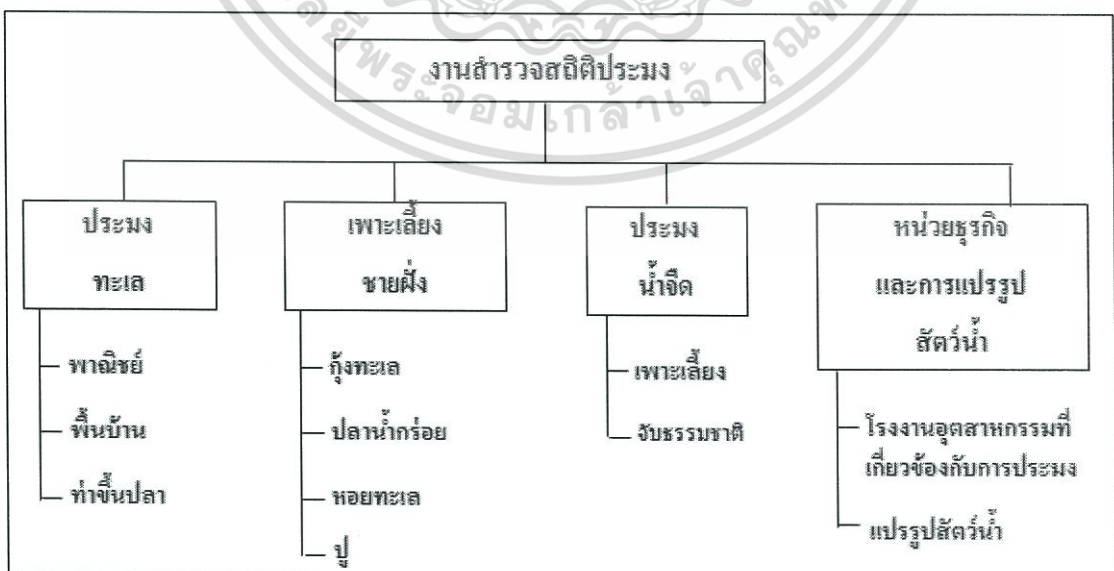 งานสำรวจสถิติประมง
ประมง
ทะเล
พาณิชย์
พื้นบ้าน
ท่าขึ้นปลา
เพาะเลี้ยง
ชายฝั่ง
กุ้งทะเล
ปลาน้ำกร่อย
หอยทะเล
ปู
ประมง
น้ำจืด
เพาะเลี้ยง
จับธรรมชาติ
หน่วยธุรกิจ
และการแปรรูป
สัตว์น้ำ
โรงงานอุตสาหกรรมที่
เกี่ยวข้องกับการประมง
แปรรูปสัตว์น้ำ